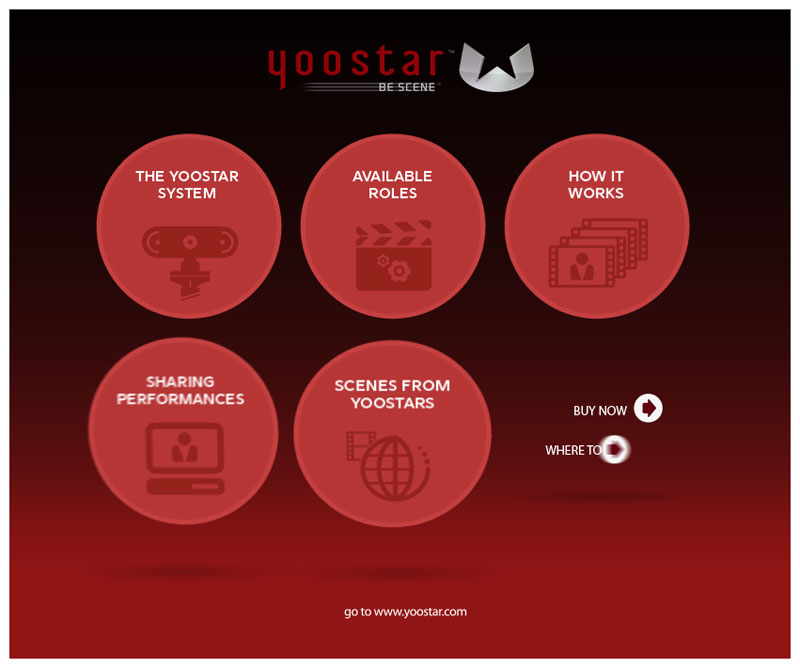 yoostar™
BE SCENE™
THE YOOSTAR
SYSTEM
AVAILABLE
ROLES
HOW IT
WORKS
SHARING
PERFORMANCES
SCENES FROM
YOOSTARS
BUY NOW
WHERE TO
go to www.yoostar.com